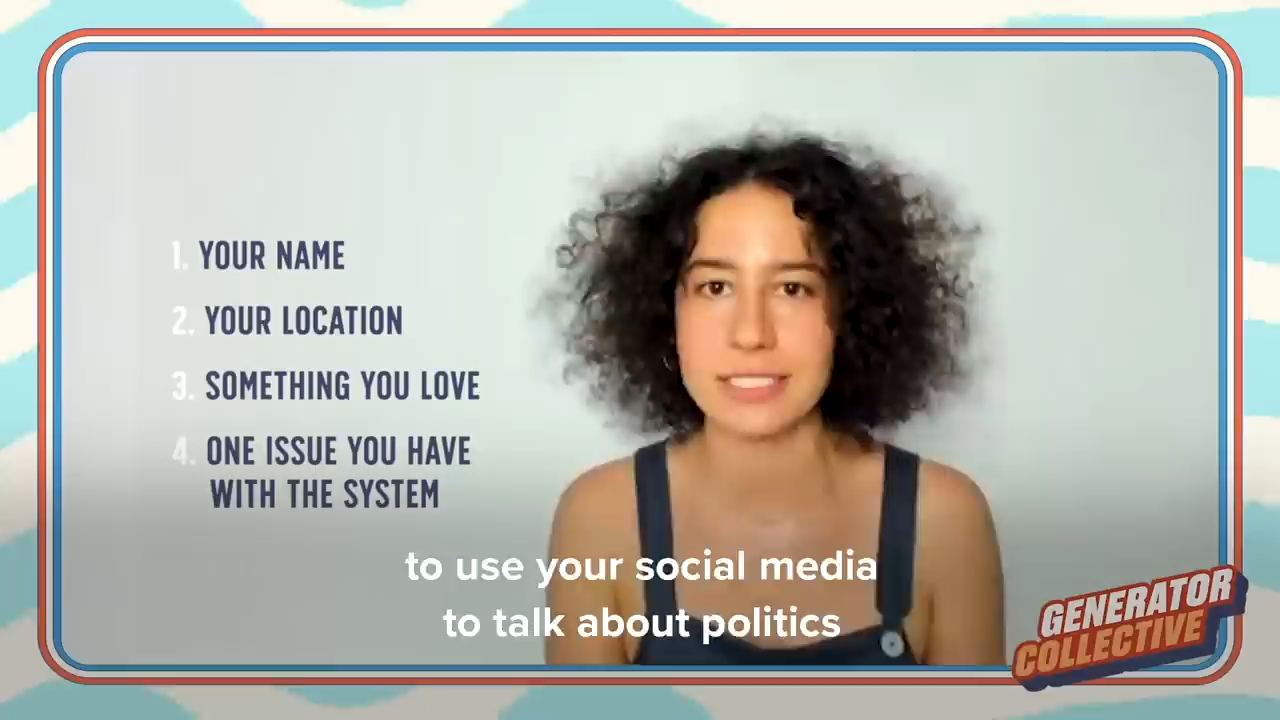 1. YOUR NAME
2. YOUR LOCATION
3. SOMETHING YOU LOVE
4. ONE ISSUE YOU HAVE
WITH THE SYSTEM
to use your social media
to talk about politics
GENERATOR
COLLECTIVE